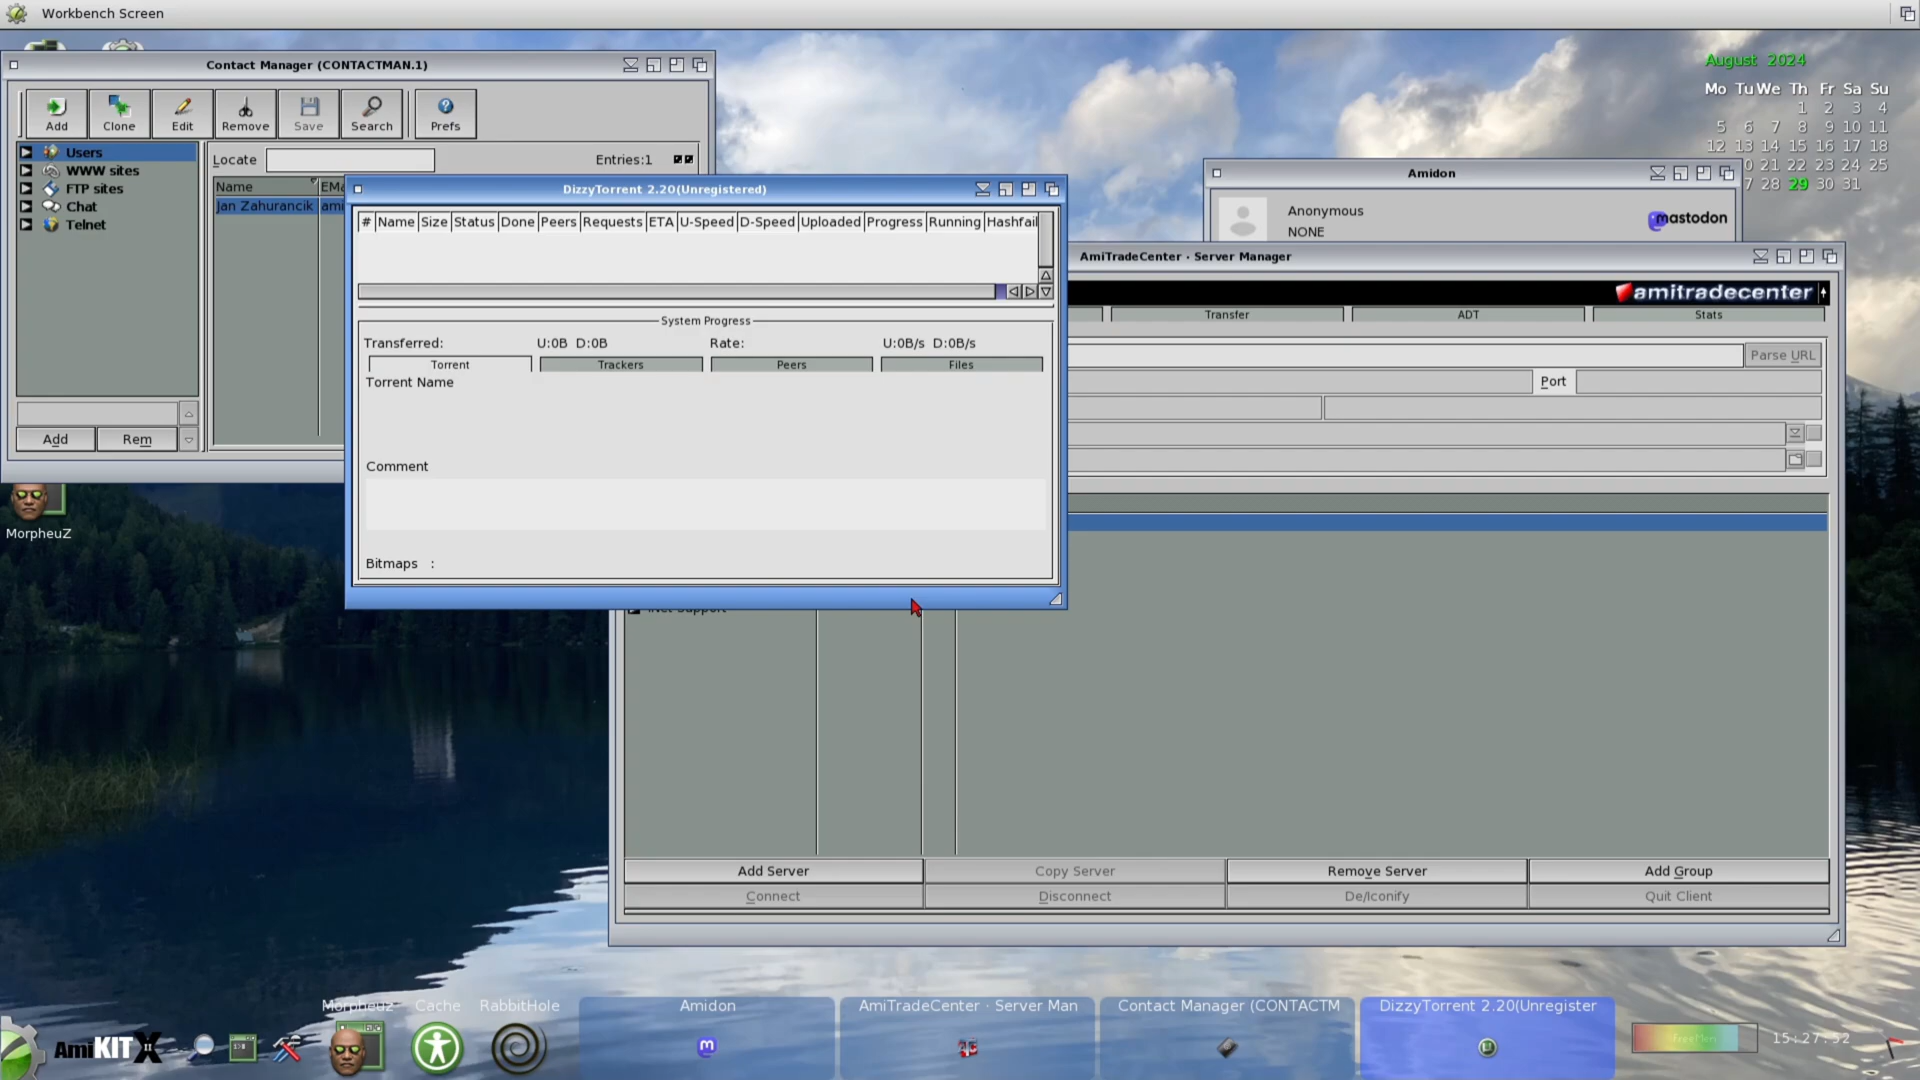 Workbench Screen
Contact Manager (CONTACTMAN.1)
Add
Clone
Edit
Remove
Save
Search
Prefs
Users
WWW sites
FTP sites
Chat
Telnet
Locate
Entries:1
Name
EMa
Jan Zahurancik
ami
Add
Rem
DizzyTorrent 2.20(Unregistered)
# Name Size Status Done Peers Requests ETA U-Speed D-Speed Uploaded Progress Running Hashfail
System Progress
Transferred: U:0B D:0B Rate: U:0B/s D:0B/s
Torrent
Trackers
Peers
Files
Torrent Name
Comment
Bitmaps :
August 2024
Mo Tu We Th Fr Sa Su
1 2 3 4
5 6 7 8 9 10 11
12 13 14 15 16 17 18
0 21 22 23 24 25
7 28 29 30 31
Amidon
Anonymous
NONE
mastodon
AmiTradeCenter · Server Manager
amitradecenter
Transfer
ADT
Stats
Parse URL
Port
Add Server
Copy Server
Remove Server
Add Group
Connect
Disconnect
De/Iconify
Quit Client
MorpheuZ
AmiKIT X
MorpheuZ
Cache
RabbitHole
Amidon
AmiTradeCenter · Server Man
Contact Manager (CONTACTM
DizzyTorrent 2.20(Unregister
15:27:52